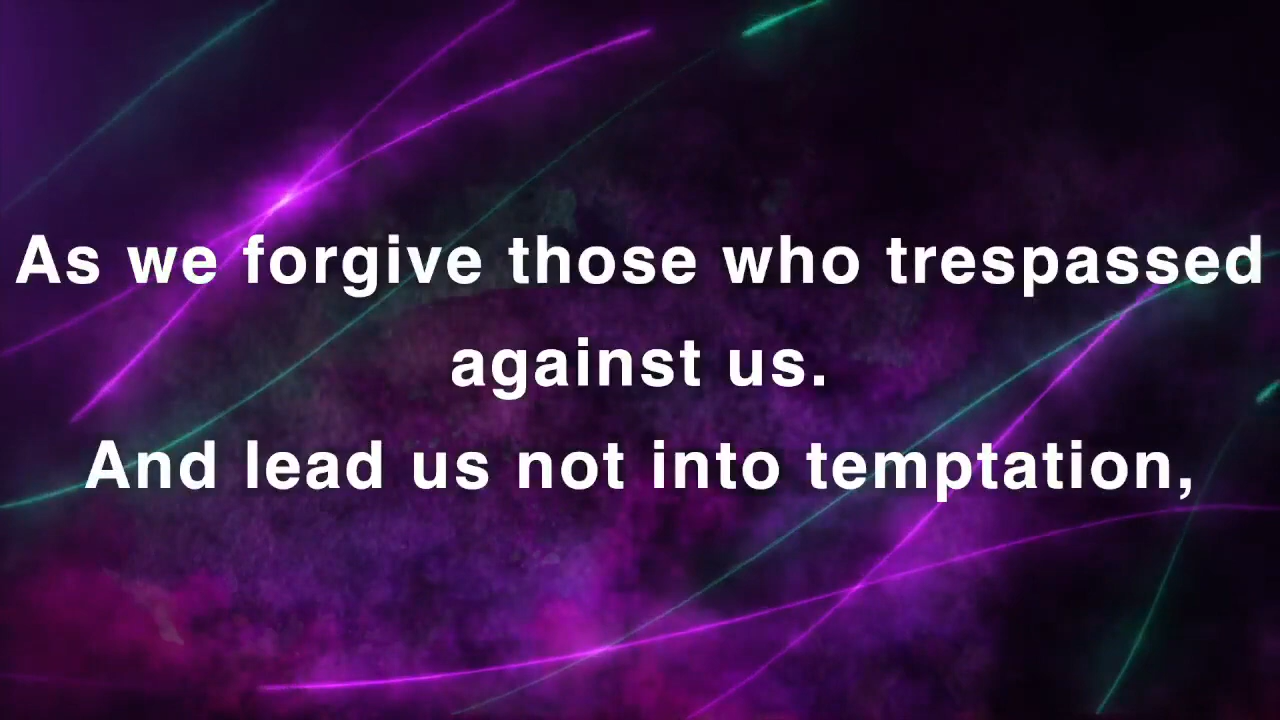 As we forgive those who trespassed
against us.
And lead us not into temptation,